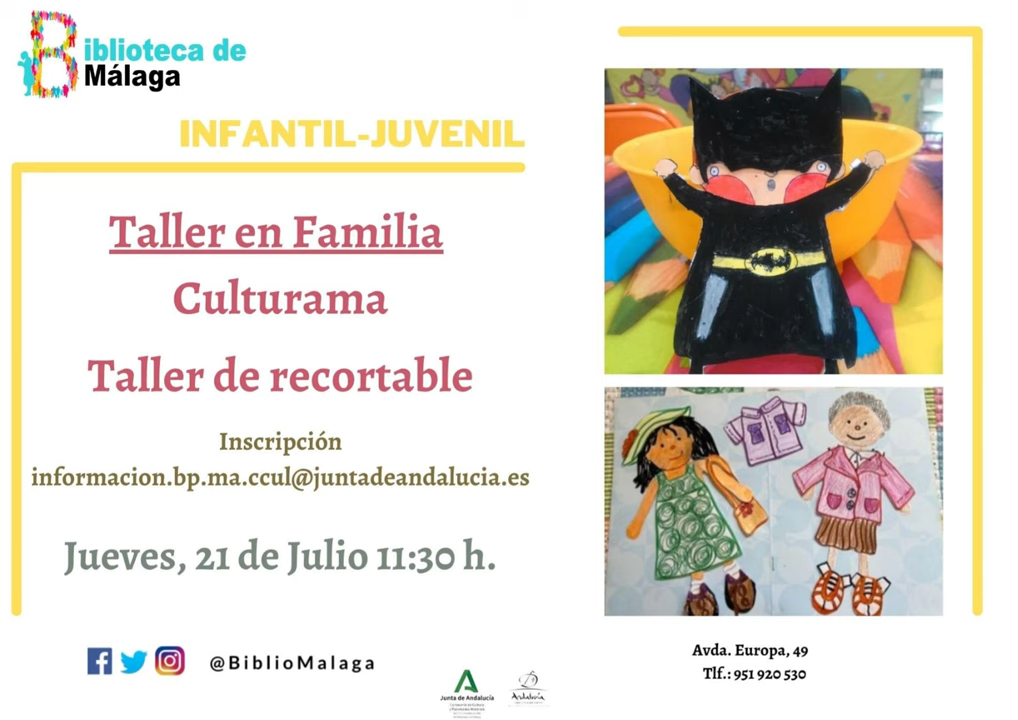 Biblioteca de
Málaga
INFANTIL-JUVENIL
Taller en Familia
Culturama
Taller de recortable
Inscripción
informacion.bp.ma.ccul@juntadeandalucia.es
Jueves, 21 de Julio 11:30 h.
@BiblioMalaga
Junta de Andalucía
Andalucía
Avda. Europa, 49
Tlf.: 951 920 530